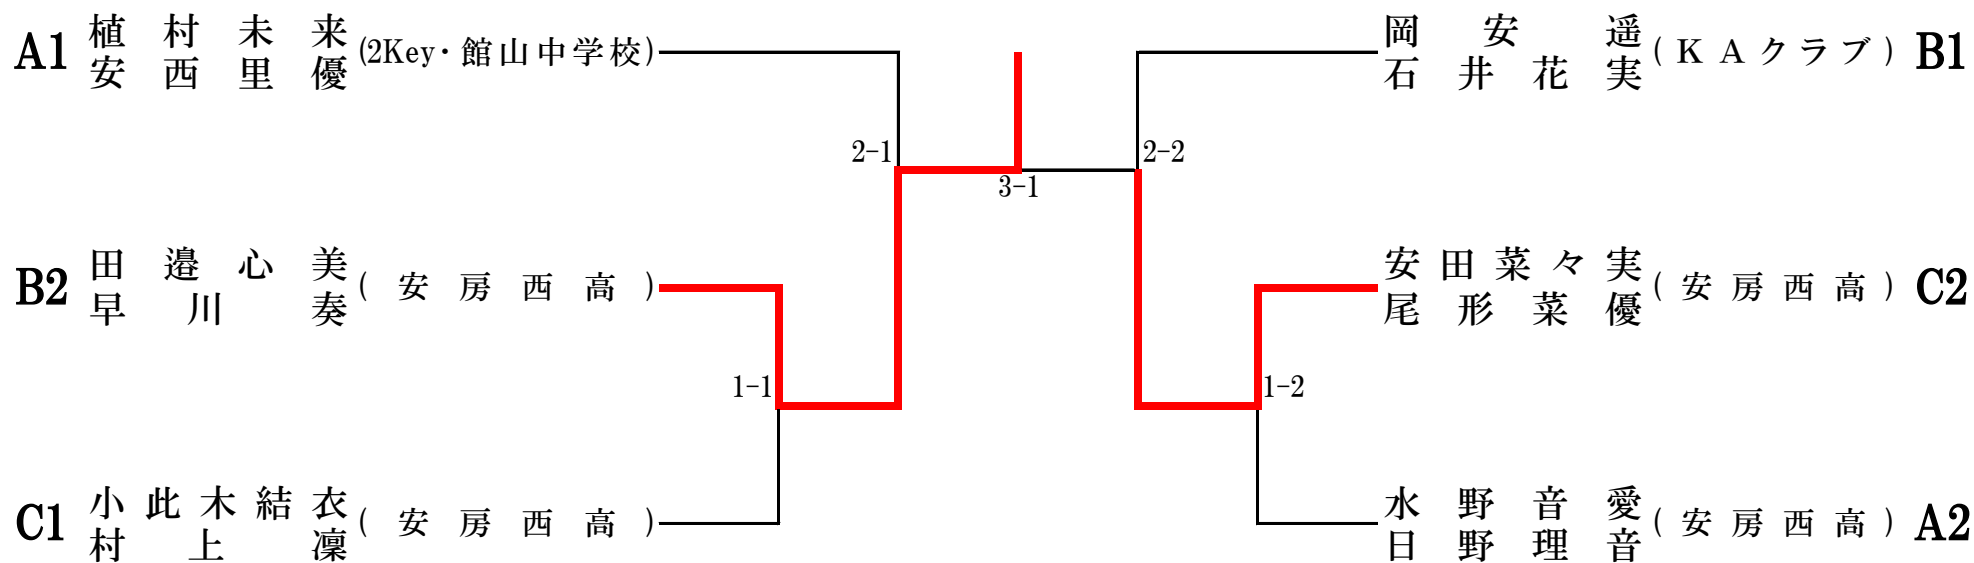 A1 植村未来 (2Key・館山中学校)
安西里優
B2 田邉心美 (安房西高)
早川奏
C1 小此木結衣 (安房西高)
村上凜
2-1
1-1
3-1
2-2
1-2
岡安遥 (KAクラブ) B1
石井花実
安田菜々実 (安房西高) C2
尾形菜優
水野音愛 (安房西高) A2
日野理音